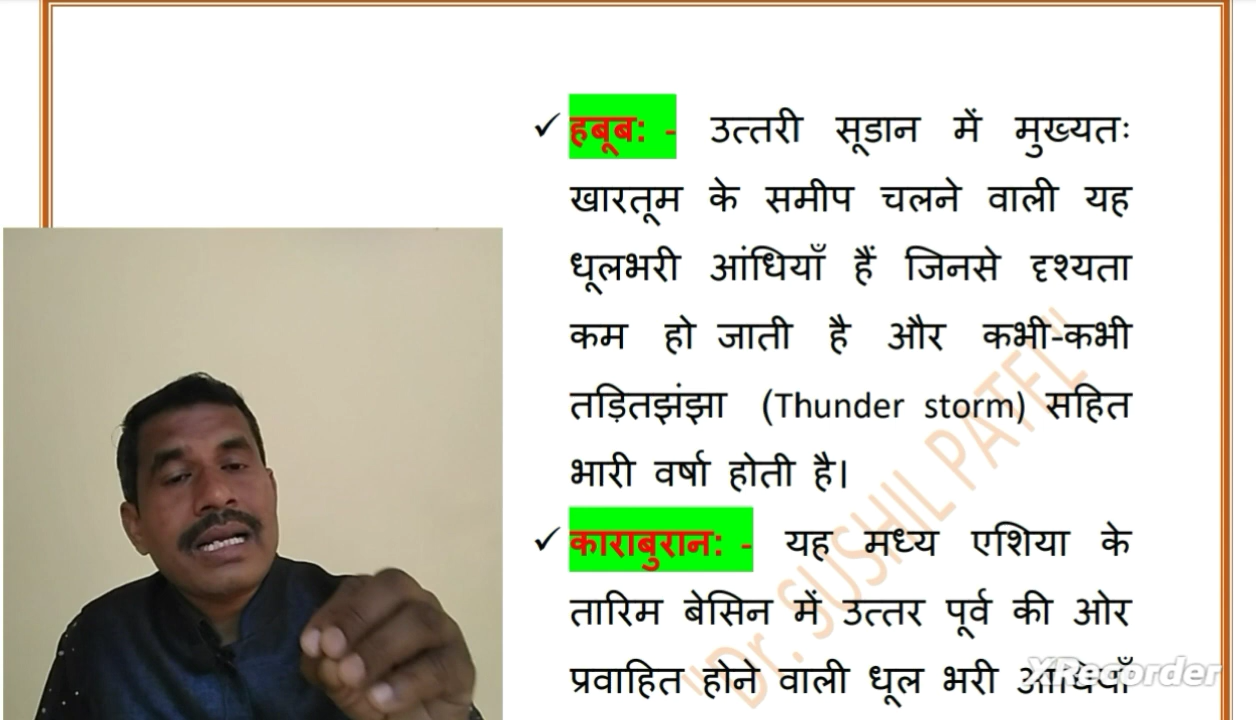 ✓ हबूब: - उत्तरी सूडान में मुख्यतः
खारतूम के समीप चलने वाली यह
धूलभरी आंधियाँ हैं जिनसे दृश्यता
कम हो जाती है और कभी-कभी
तड़ितझंझा (Thunder storm) सहित
भारी वर्षा होती है।
✓ काराबुरान: - यह मध्य एशिया के
तारिम बेसिन में उत्तर पूर्व की ओर
प्रवाहित होने वाली धूल भरी आंधियाँ
"Dr. SUSHIL PATEL"
XRecorder